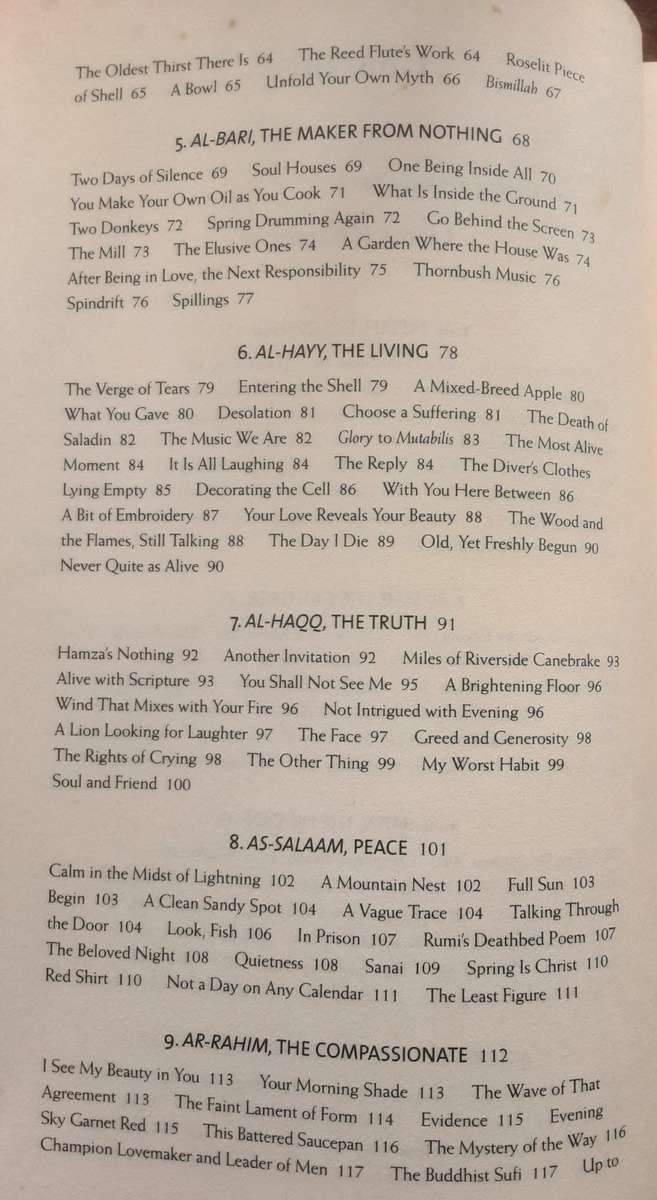 The Oldest Thirst There Is 64 The Reed Flute's Work 64 Roselit Piece
of Shell 65 A Bowl 65 Unfold Your Own Myth 66 Bismillah 67
5. AL-BARI, THE MAKER FROM NOTHING 68
Two Days of Silence 69 Soul Houses 69 One Being Inside All 70
You Make Your Own Oil as You Cook 71 What Is Inside the Ground 71
Two Donkeys 72 Spring Drumming Again 72 Go Behind the Screen 73
The Mill 73 The Elusive Ones 74 A Garden Where the House Was 74
After Being in Love, the Next Responsibility 75 Thornbush Music 76
Spindrift 76 Spillings 77
6. AL-HAYY, THE LIVING 78
The Verge of Tears 79 Entering the Shell 79 A Mixed-Breed Apple 80
What You Gave 80 Desolation 81 Choose a Suffering 81 The Death of
Saladin 82 The Music We Are 82 Glory to Mutabilis 83 The Most Alive
Moment 84 It Is All Laughing 84 The Reply 84 The Diver's Clothes
Lying Empty 85 Decorating the Cell 86 With You Here Between 86
A Bit of Embroidery 87 Your Love Reveals Your Beauty 88 The Wood and
the Flames, Still Talking 88 The Day I Die 89 Old, Yet Freshly Begun 90
Never Quite as Alive 90
7. AL-HAQQ, THE TRUTH 91
Hamza's Nothing 92 Another Invitation 92 Miles of Riverside Canebrake 93
Alive with Scripture 93 You Shall Not See Me 95 A Brightening Floor 96
Wind That Mixes with Your Fire 96 Not Intrigued with Evening 96
A Lion Looking for Laughter 97 The Face 97 Greed and Generosity 98
The Rights of Crying 98 The Other Thing 99 My Worst Habit 99
Soul and Friend 100
8. AS-SALAAM, PEACE 101
Calm in the Midst of Lightning 102 A Mountain Nest 102 Full Sun 103
Begin 103 A Clean Sandy Spot 104 A Vague Trace 104 Talking Through
the Door 104 Look, Fish 106 In Prison 107 Rumi's Deathbed Poem 107
The Beloved Night 108 Quietness 108 Sanai 109 Spring Is Christ 110
Red Shirt 110 Not a Day on Any Calendar 111 The Least Figure 111
9. AR-RAHIM, THE COMPASSIONATE 112
I See My Beauty in You 113 Your Morning Shade 113 The Wave of That
Agreement 113 The Faint Lament of Form 114 Evidence 115 Evening
Sky Garnet Red 115 This Battered Saucepan 116 The Mystery of the Way 116
Champion Lovemaker and Leader of Men 117 The Buddhist Sufi 117 Up to